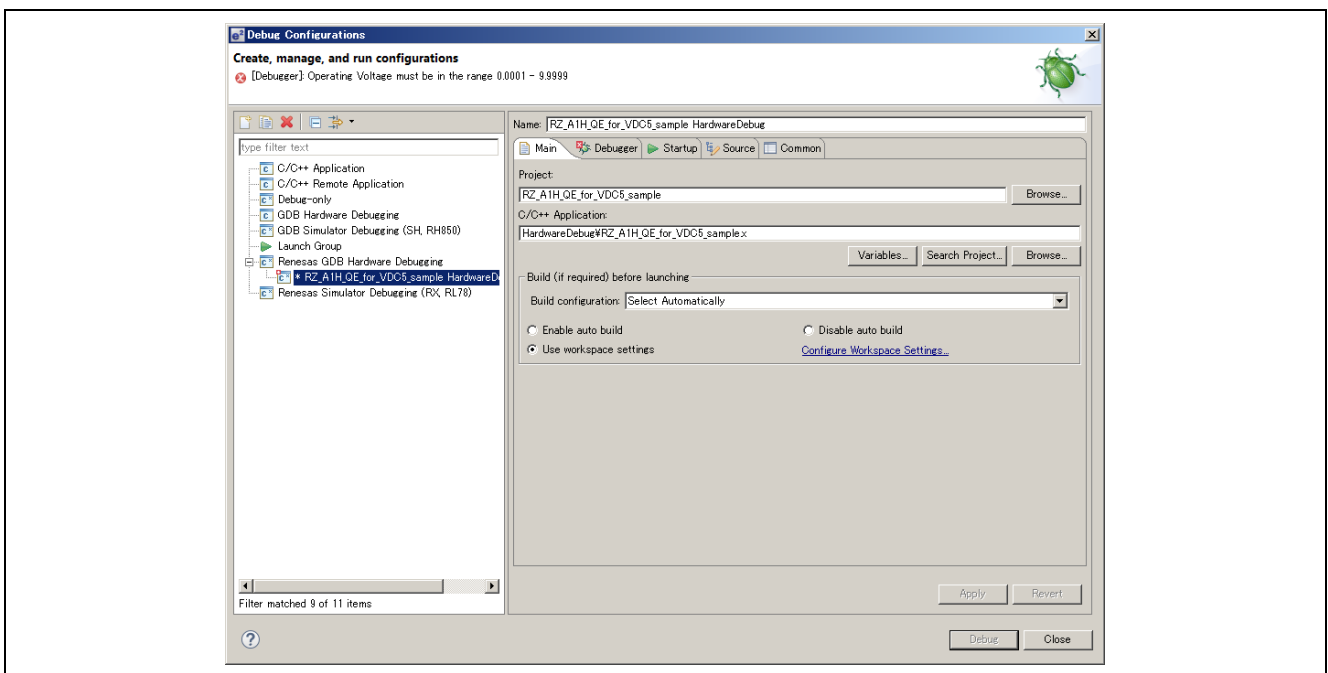 e² Debug Configurations
Create, manage, and run configurations
[Debugger]: Operating Voltage must be in the range 0.0001 - 9.9999
type filter text
C/C++ Application
C/C++ Remote Application
Debug-only
GDB Hardware Debugging
GDB Simulator Debugging (SH, RH850)
Launch Group
Renesas GDB Hardware Debugging
* RZ_A1H_QE_for_VDC5_sample HardwareD
Renesas Simulator Debugging (RX, RL78)
Filter matched 9 of 11 items
Name: RZ_A1H_QE_for_VDC5_sample HardwareDebug
Main Debugger Startup Source Common
Project:
RZ_A1H_QE_for_VDC5_sample Browse...
C/C++ Application:
HardwareDebug¥RZ_A1H_QE_for_VDC5_sample.x
Variables... Search Project... Browse...
Build (if required) before launching
Build configuration: Select Automatically
Enable auto build Disable auto build
Use workspace settings Configure Workspace Settings...
Apply Revert
? Debug Close